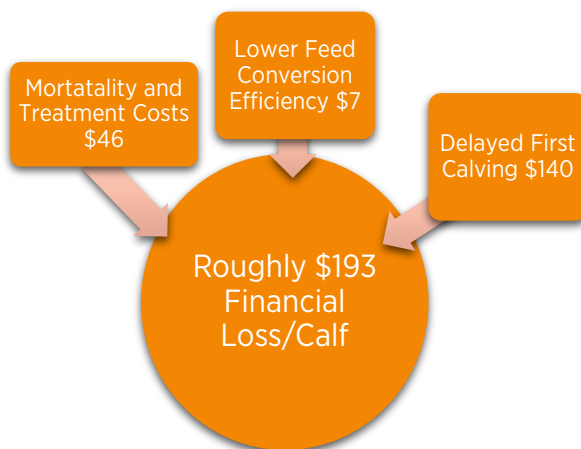 Mortatality and
Treatment Costs
$46
Lower Feed
Conversion
Efficiency $7
Delayed First
Calving $140
Roughly $193
Financial
Loss/Calf